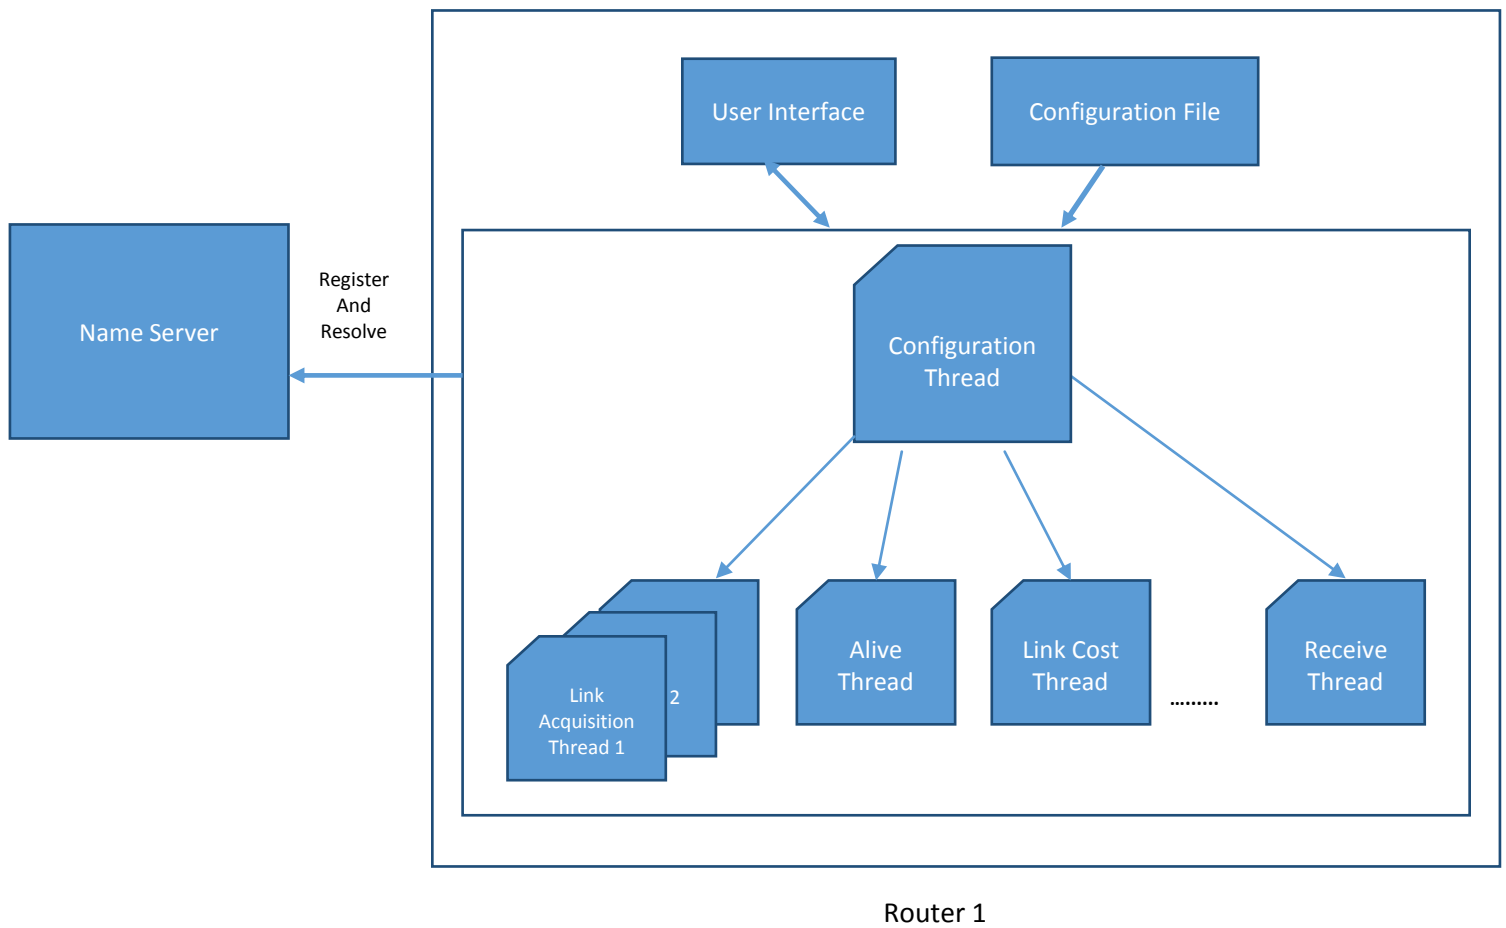 User Interface
Configuration File
Register
And
Resolve
Name Server
Configuration
Thread
Link
Acquisition
Thread 1
2
Alive
Thread
Link Cost
Thread
.........
Receive
Thread
Router 1